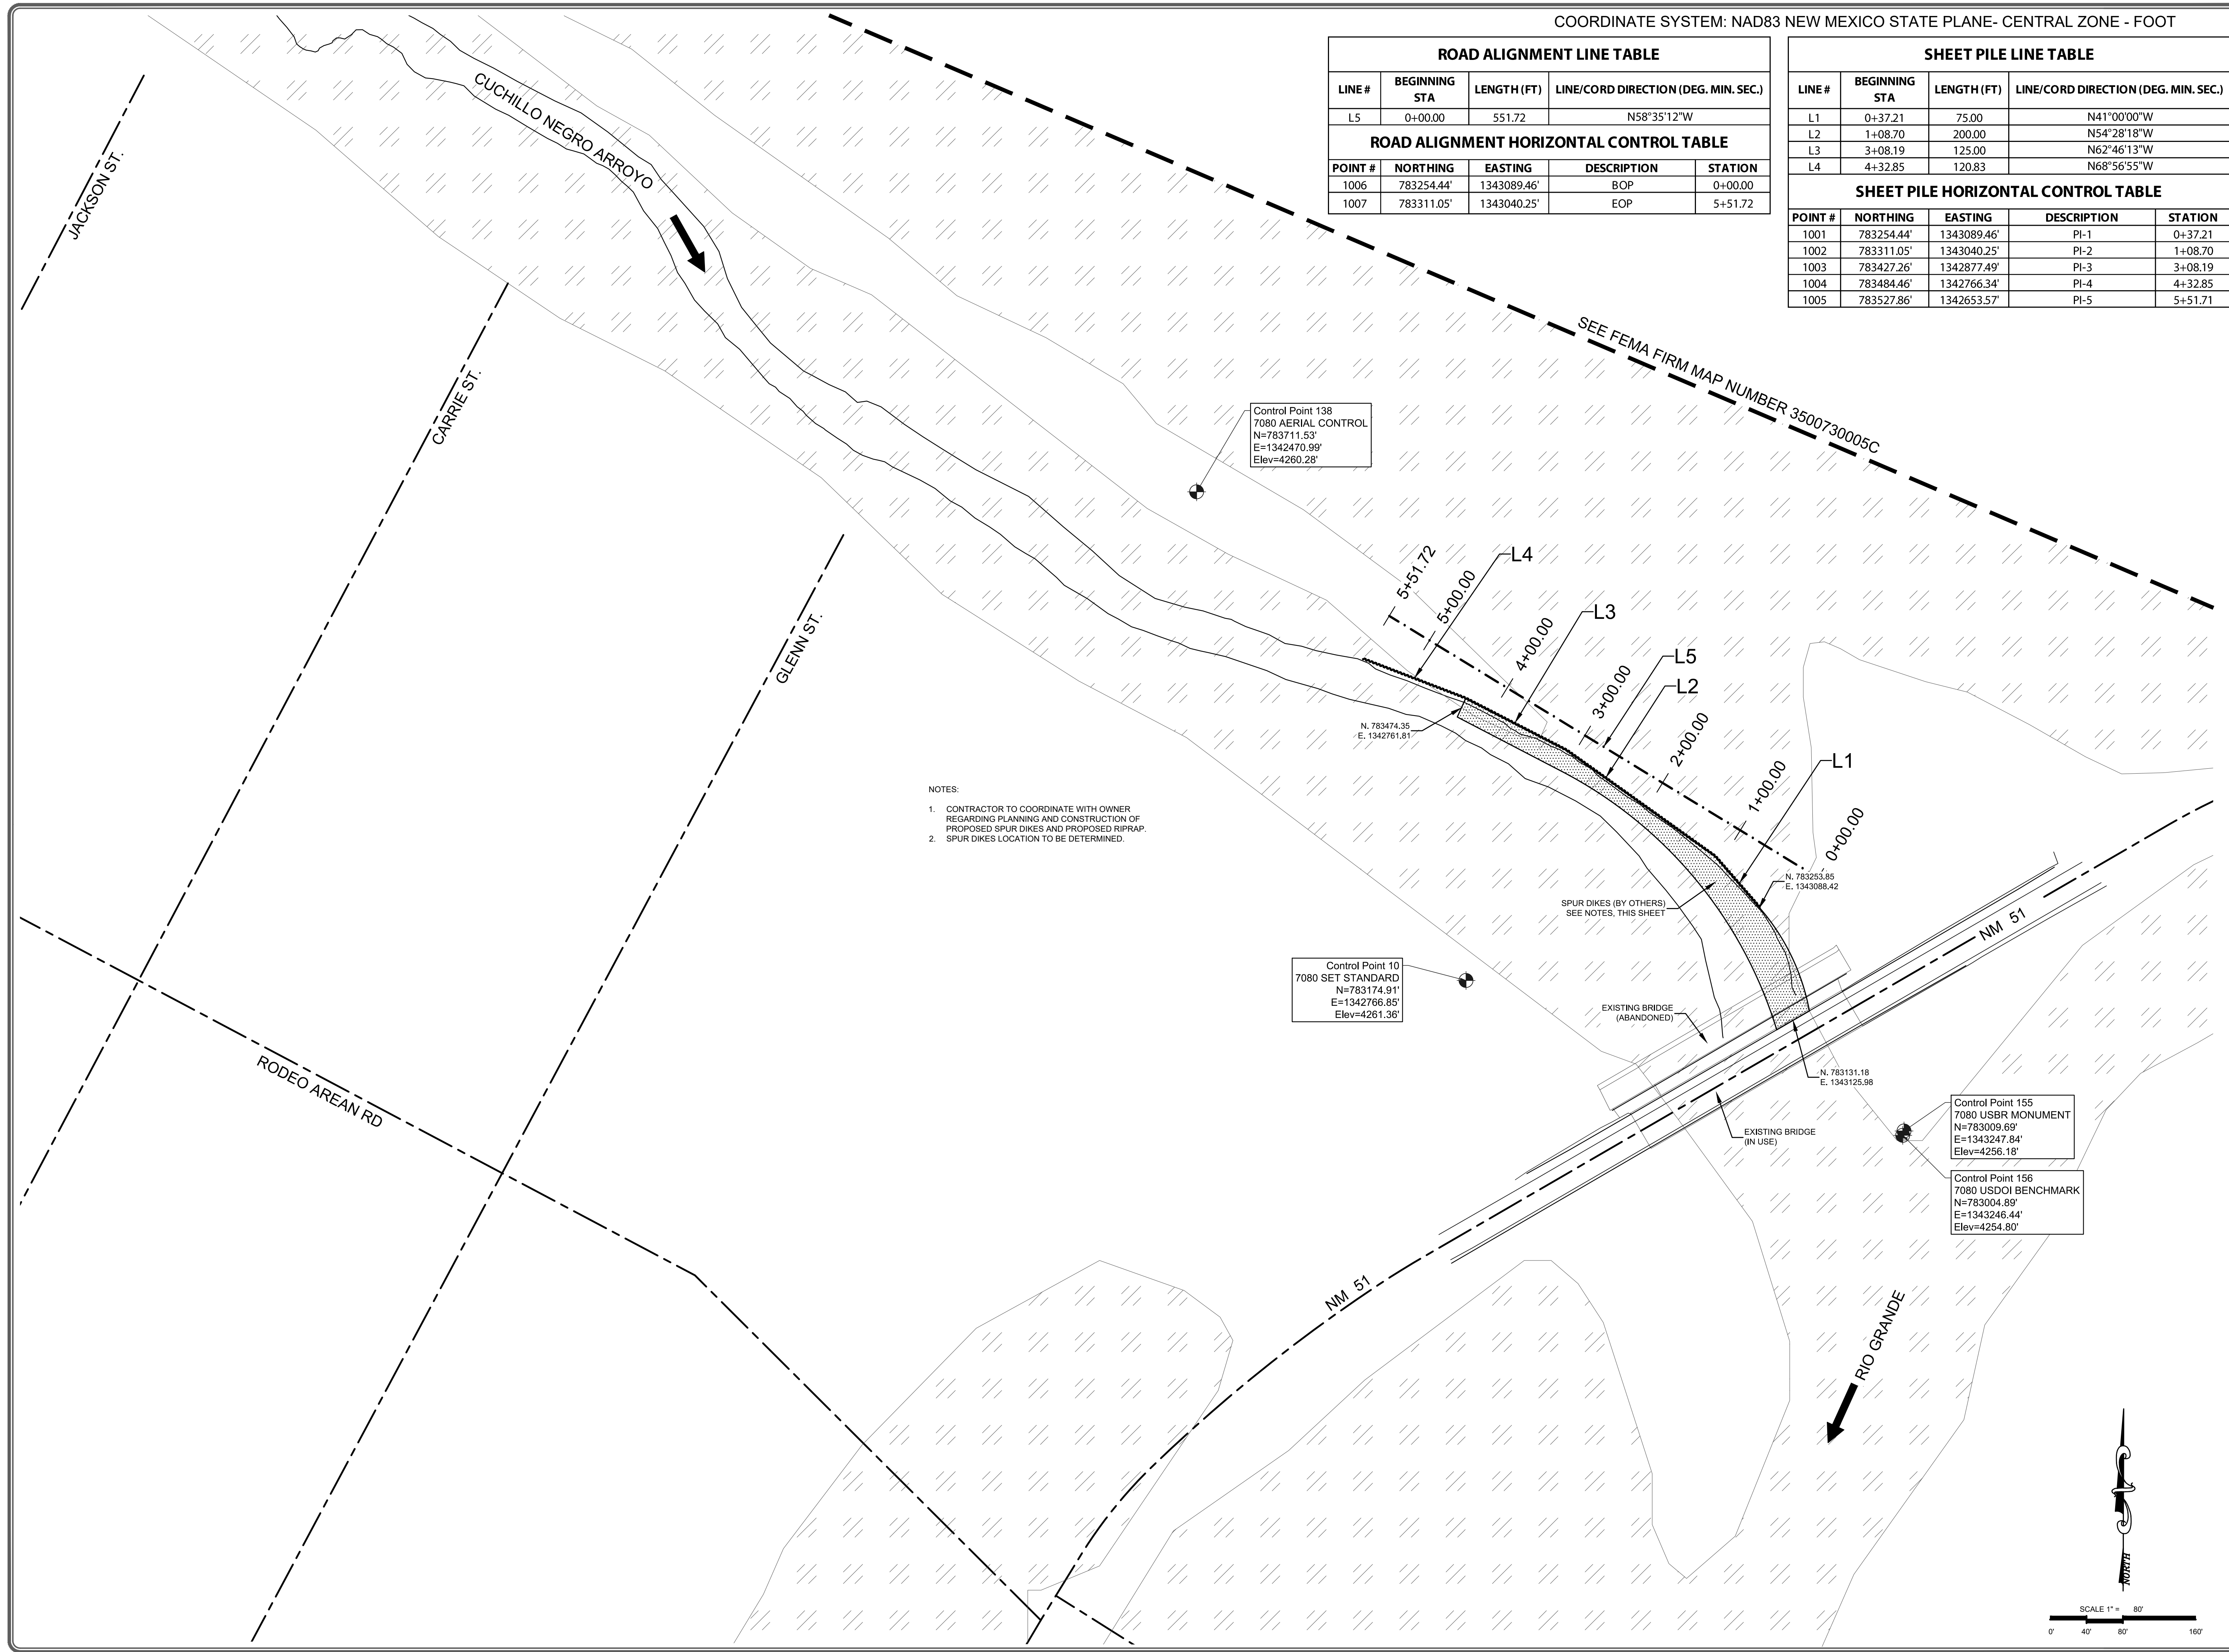 COORDINATE SYSTEM: NAD83 NEW MEXICO STATE PLANE- CENTRAL ZONE - FOOT
ROAD ALIGNMENT LINE TABLE
LINE # BEGINNING STA LENGTH (FT) LINE/CORD DIRECTION (DEG. MIN. SEC.)
L5 0+00.00 551.72 N58°35'12"W
ROAD ALIGNMENT HORIZONTAL CONTROL TABLE
POINT # NORTHING EASTING DESCRIPTION STATION
1006 783254.44' 1343089.46' BOP 0+00.00
1007 783311.05' 1343040.25' EOP 5+51.72
SHEET PILE LINE TABLE
LINE # BEGINNING STA LENGTH (FT) LINE/CORD DIRECTION (DEG. MIN. SEC.)
L1 0+37.21 75.00 N41°00'00"W
L2 1+08.70 200.00 N54°28'18"W
L3 3+08.19 125.00 N62°46'13"W
L4 4+32.85 120.83 N68°56'55"W
SHEET PILE HORIZONTAL CONTROL TABLE
POINT # NORTHING EASTING DESCRIPTION STATION
1001 783254.44' 1343089.46' PI-1 0+37.21
1002 783311.05' 1343040.25' PI-2 1+08.70
1003 783427.26' 1342877.49' PI-3 3+08.19
1004 783484.46' 1342766.34' PI-4 4+32.85
1005 783527.86' 1342653.57' PI-5 5+51.71
CUCHILLO NEGRO ARROYO
JACKSON ST.
CARRIE ST.
GLENN ST.
SEE FEMA FIRM MAP NUMBER 3500730005C
Control Point 138
7080 AERIAL CONTROL
N=783711.53'
E=1342470.99'
Elev=4260.28'
5+51.72
5+00.00
L4
4+00.00
L3
3+00.00
L5
L2
2+00.00
1+00.00
L1
0+00.00
N. 783474.35
E. 1342761.81
NOTES:
1. CONTRACTOR TO COORDINATE WITH OWNER
REGARDING PLANNING AND CONSTRUCTION OF
PROPOSED SPUR DIKES AND PROPOSED RIPRAP.
2. SPUR DIKES LOCATION TO BE DETERMINED.
N. 783253.85
E. 1343088.42
SPUR DIKES (BY OTHERS)
SEE NOTES, THIS SHEET
NM 51
Control Point 10
7080 SET STANDARD
N=783174.91'
E=1342766.85'
Elev=4261.36'
EXISTING BRIDGE
(ABANDONED)
N. 783131.18
E. 1343125.98
EXISTING BRIDGE
(IN USE)
RODEO AREAN RD
Control Point 155
7080 USBR MONUMENT
N=783009.69'
E=1343247.84'
Elev=4256.18'
Control Point 156
7080 USDOI BENCHMARK
N=783004.89'
E=1343246.44'
Elev=4254.80'
NM 51
RIO GRANDE
NORTH
SCALE 1" = 80'
0' 40' 80' 160'